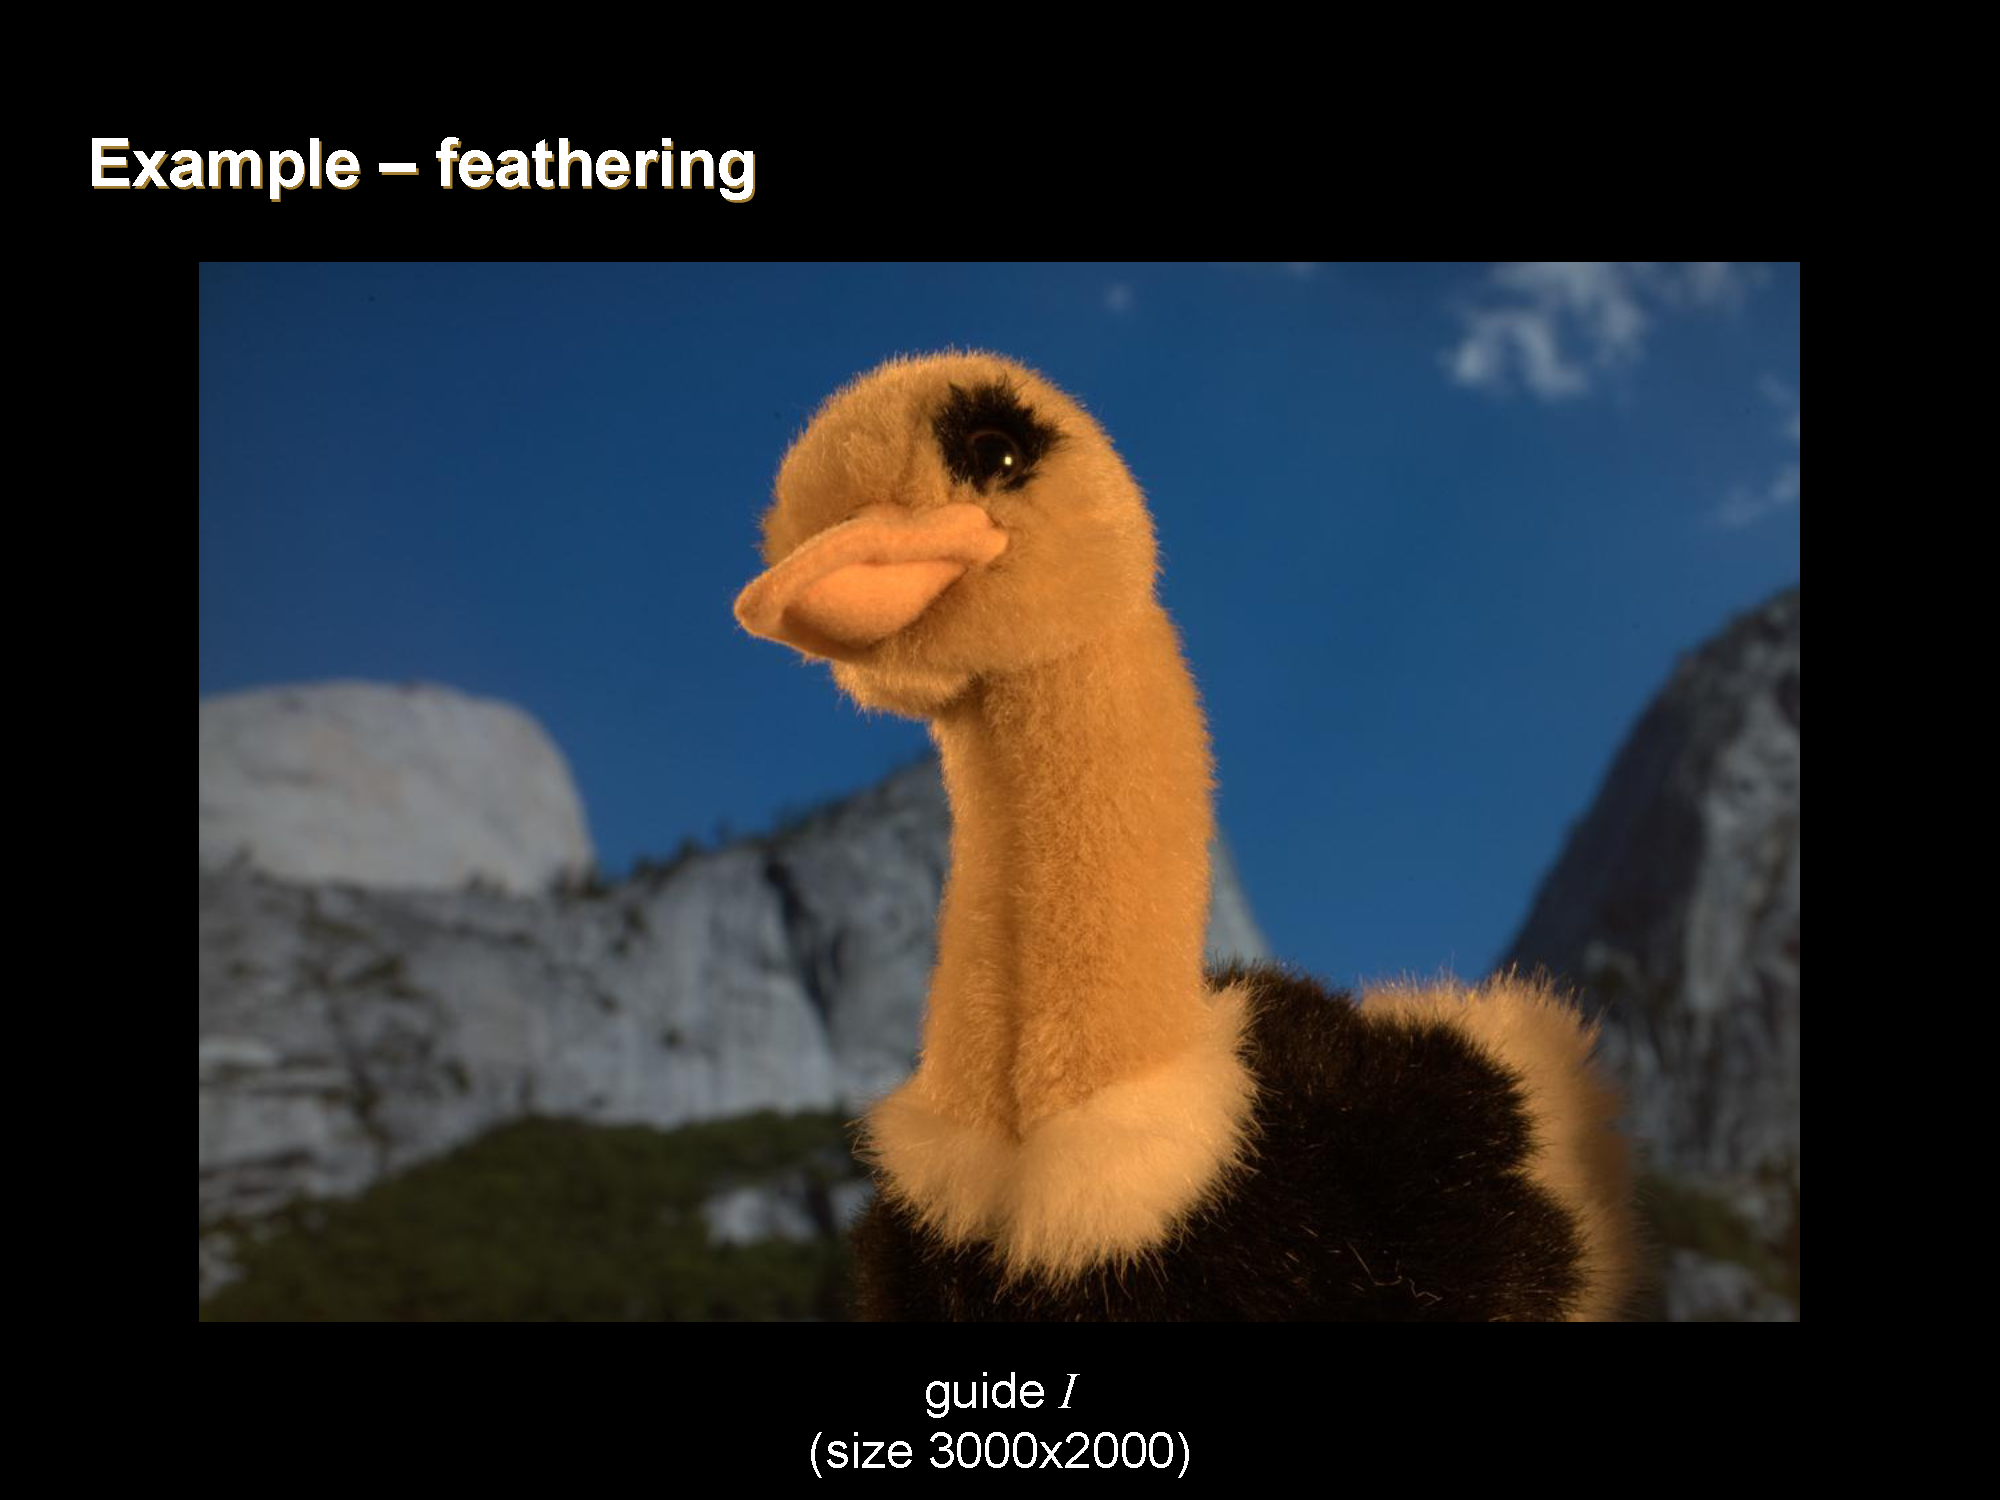 Example – feathering
guide I
(size 3000x2000)